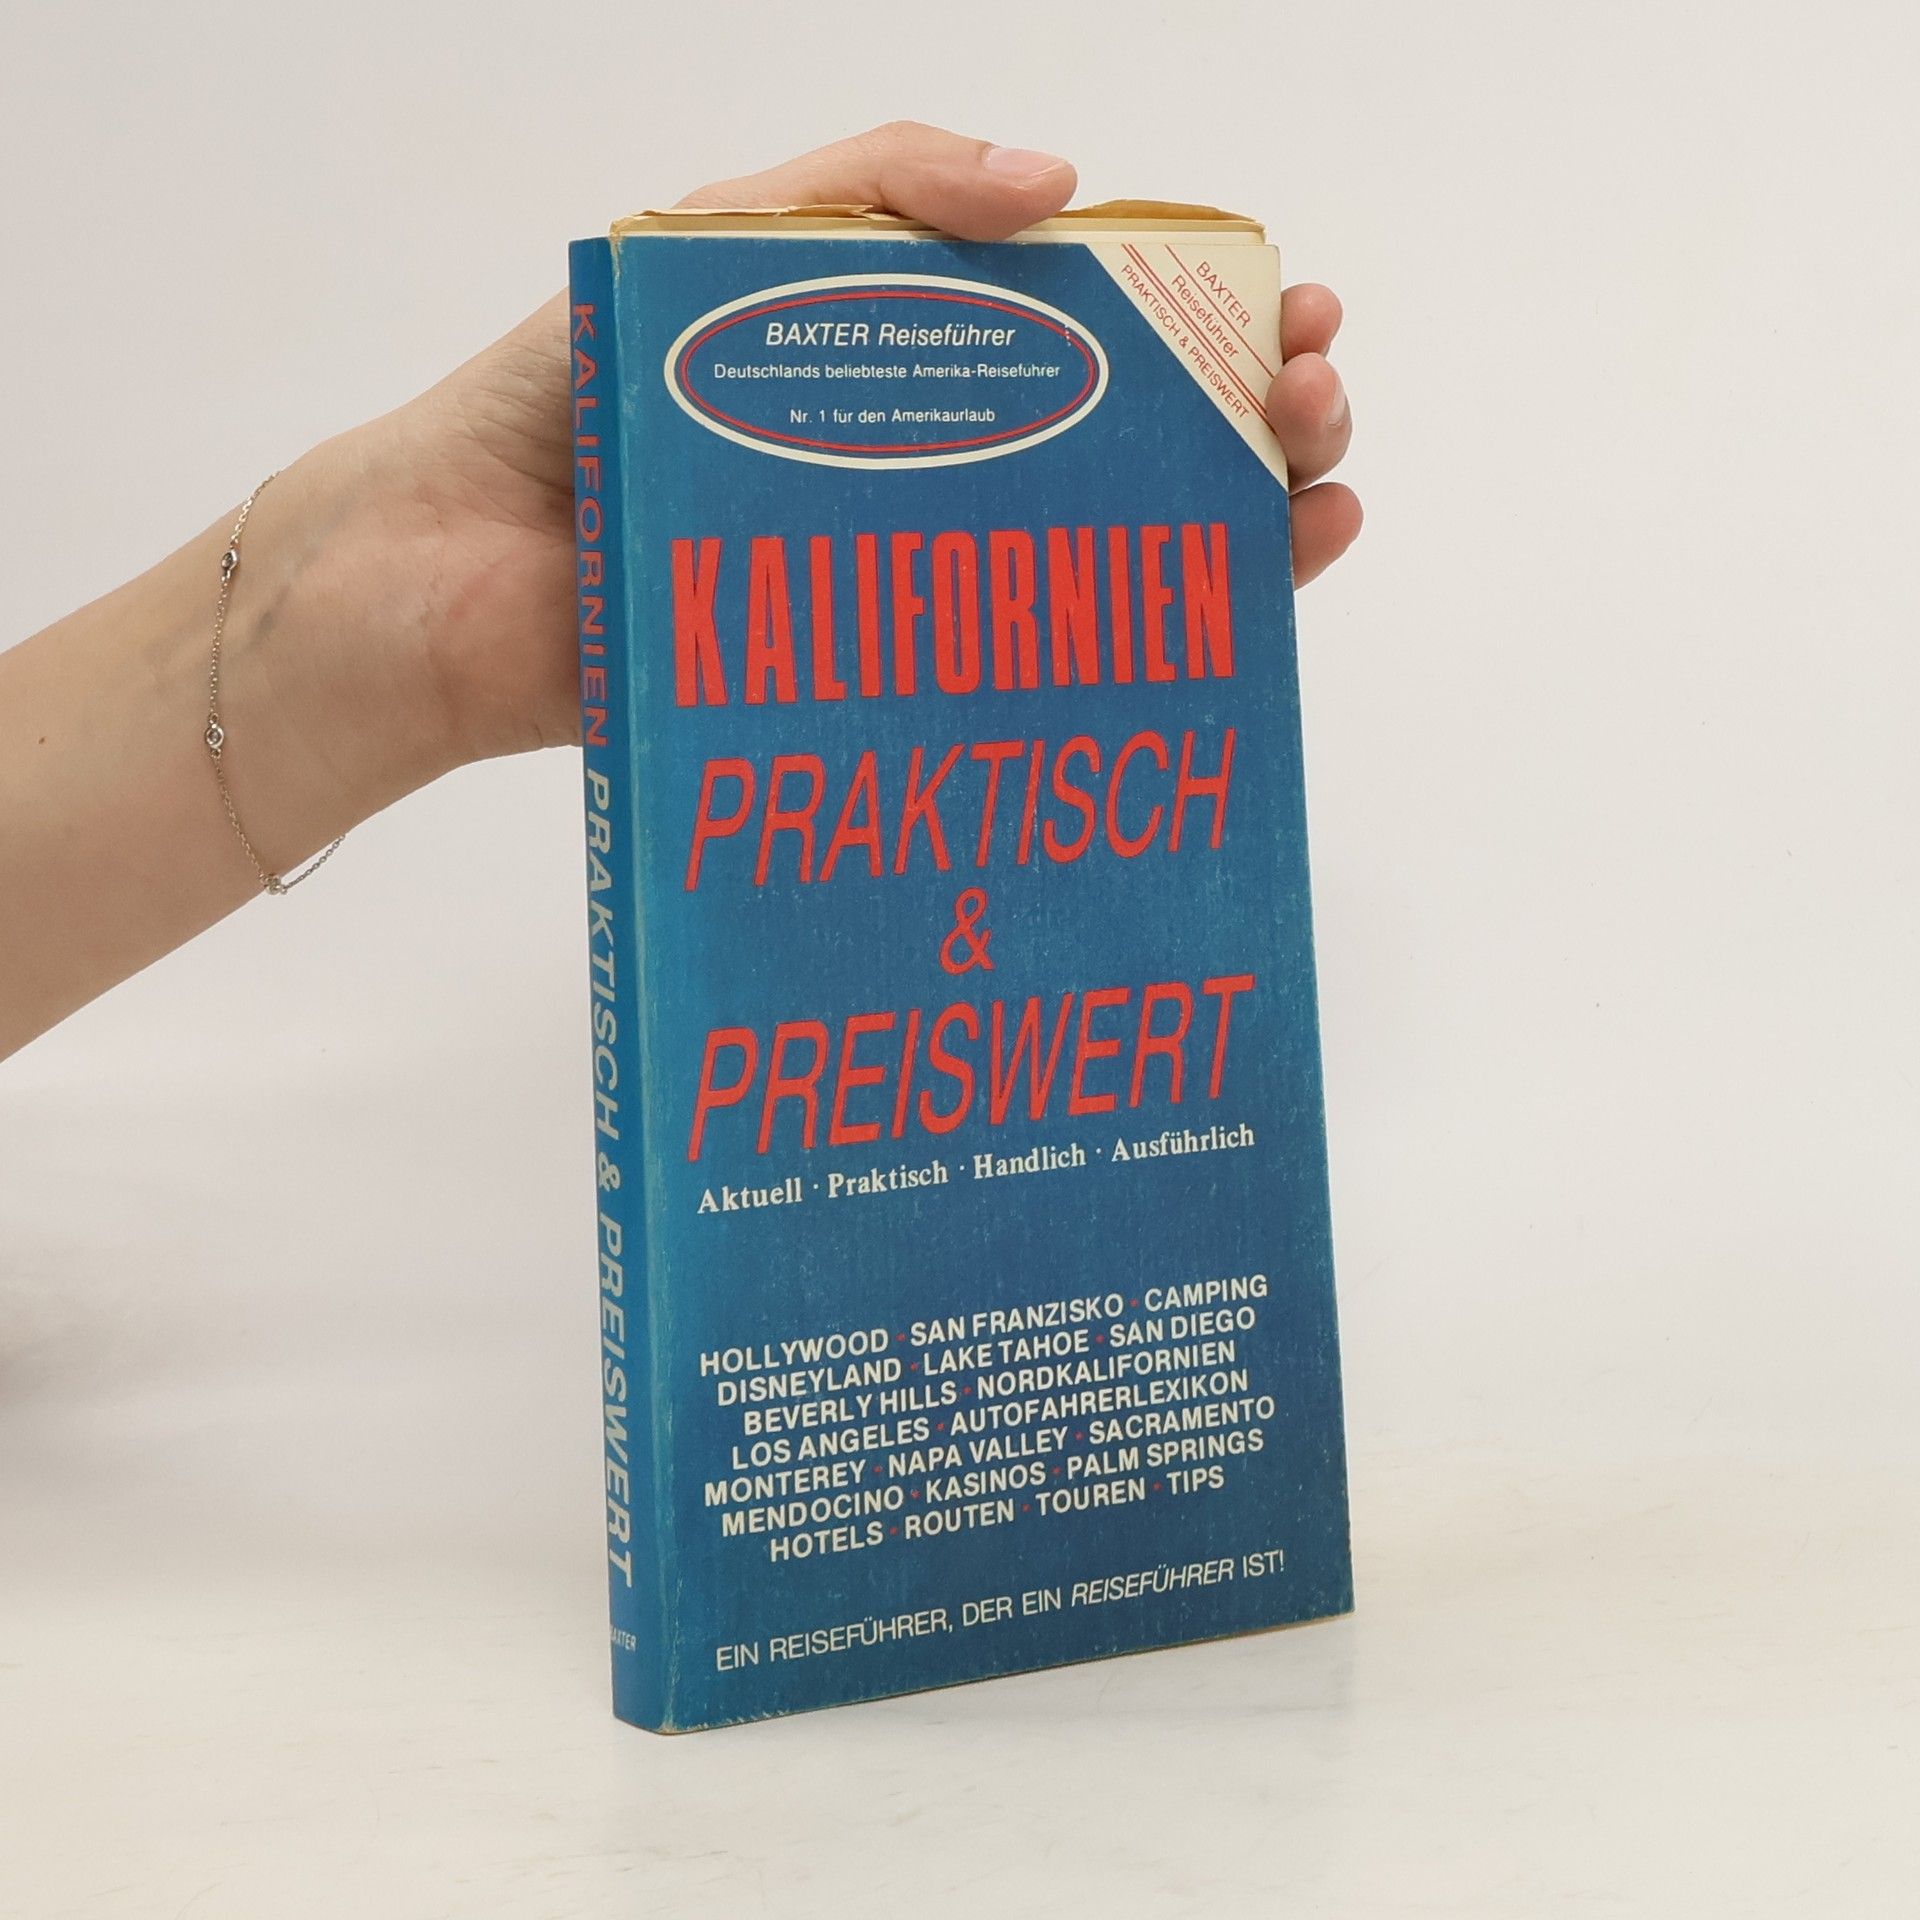 BAXTER Reiseführer
Deutschlands beliebteste Amerika-Reiseführer
Nr. 1 für den Amerikaurlaub
BAXTER
Reiseführer
PRAKTISCH & PREISWERT
KALIFORNIEN
PRAKTISCH
&
PREISWERT
Aktuell · Praktisch · Handlich · Ausführlich
HOLLYWOOD · SAN FRANZISKO · CAMPING
DISNEYLAND · LAKE TAHOE · SAN DIEGO
BEVERLY HILLS · NORDKALIFORNIEN
LOS ANGELES · AUTOFAHRERLEXIKON
MONTEREY · NAPA VALLEY · SACRAMENTO
MENDOCINO · KASINOS · PALM SPRINGS
HOTELS · ROUTEN · TOUREN · TIPS
EIN REISEFÜHRER, DER EIN REISEFÜHRER IST!
KALIFORNIEN PRAKTISCH & PREISWERT
BAXTER